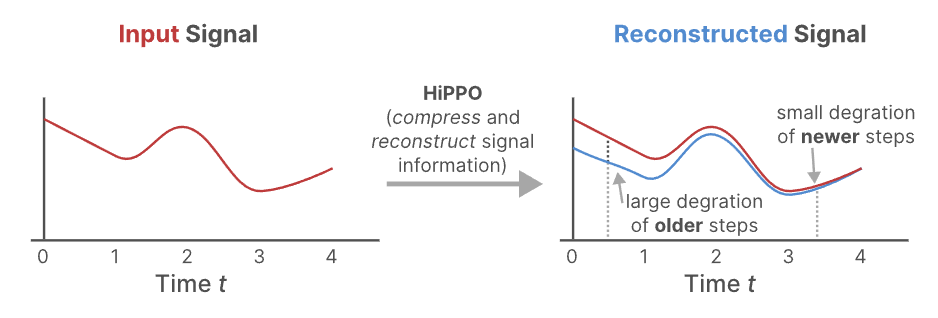 Input Signal
Reconstructed Signal
HiPPO
(compress and
reconstruct signal
information)
small degration
of newer steps
large degration
of older steps
0 1 2 3 4
Time t
0 1 2 3 4
Time t